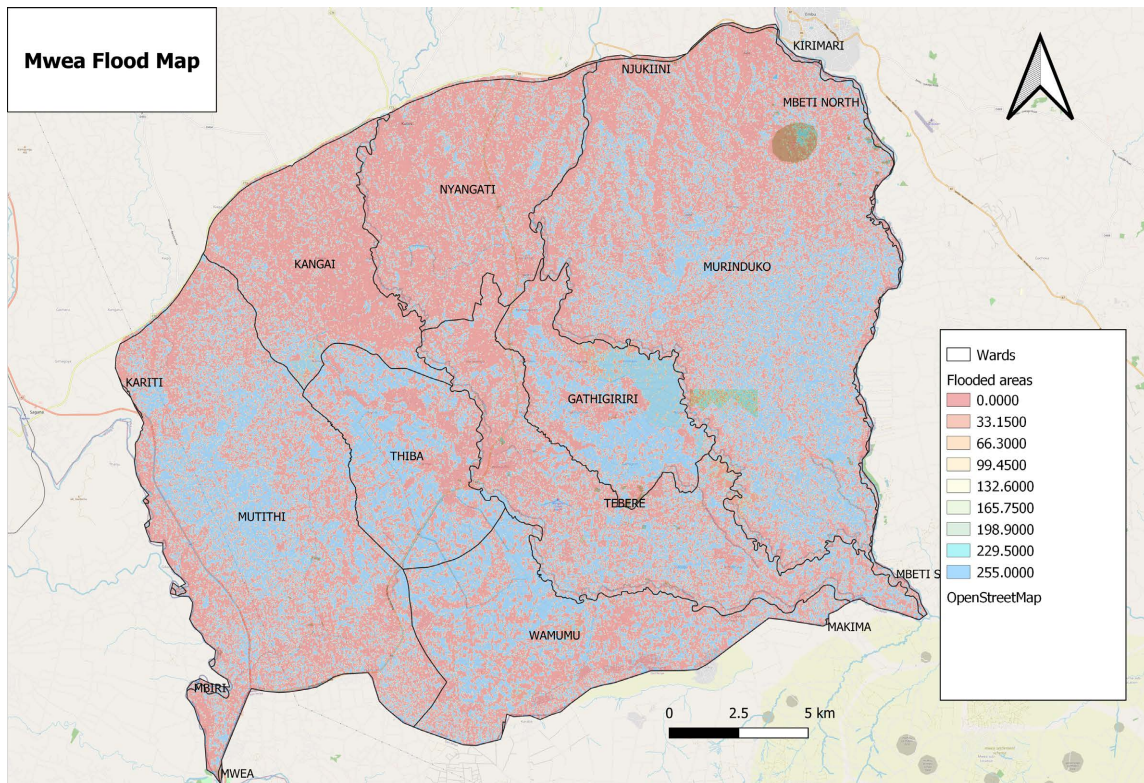 Mwea Flood Map
KIRIMARI
NJUKIINI
MBETI NORTH
NYANGATI
KANGAI
MURINDUKO
KARITI
GATHIGIRIRI
THIBA
TEBERE
MUTITHI
MBETI S
MAKIMA
WAMUMU
MBIRI
MWEA
Wards
Flooded areas
0.0000
33.1500
66.3000
99.4500
132.6000
165.7500
198.9000
229.5000
255.0000
OpenStreetMap
0 2.5 5 km